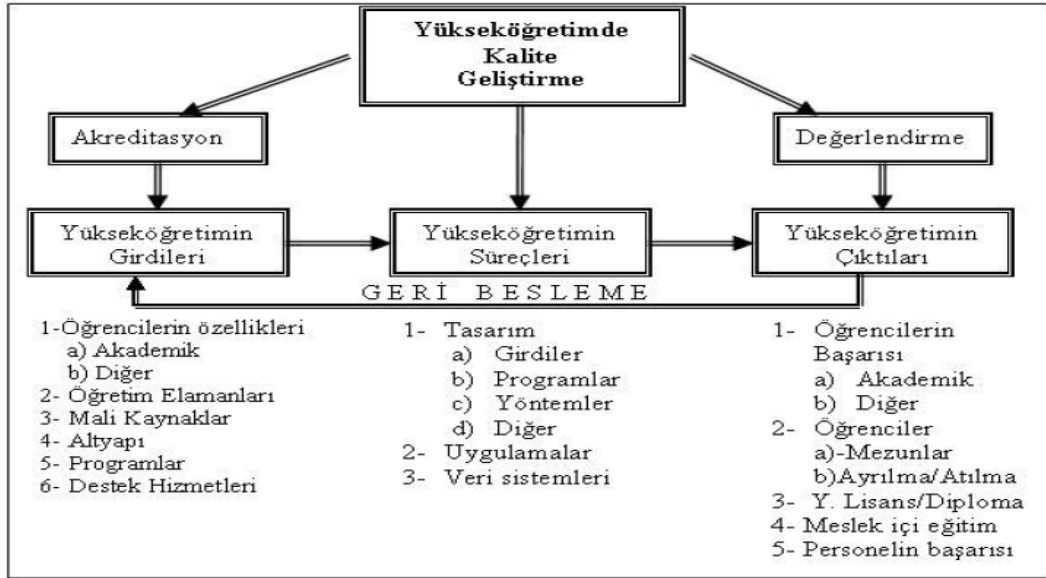 Yükseköğretimde
Kalite
Geliştirme
Akreditasyon
Değerlendirme
Yükseköğretimin
Girdileri
Yükseköğretimin
Süreçleri
Yükseköğretimin
Çıktıları
GERİ BESLEME
1-Öğrencilerin özellikleri
a) Akademik
b) Diğer
2- Öğretim Elamanları
3- Mali Kaynaklar
4- Altyapı
5- Programlar
6- Destek Hizmetleri
1- Tasarım
a) Girdiler
b) Programlar
c) Yöntemler
d) Diğer
2- Uygulamalar
3- Veri sistemleri
1- Öğrencilerin
Başarısı
a) Akademik
b) Diğer
2- Öğrenciler
a)-Mezunlar
b)Ayrılma/Atılma
3- Y. Lisans/Diploma
4- Meslek içi eğitim
5- Personelin başarısı